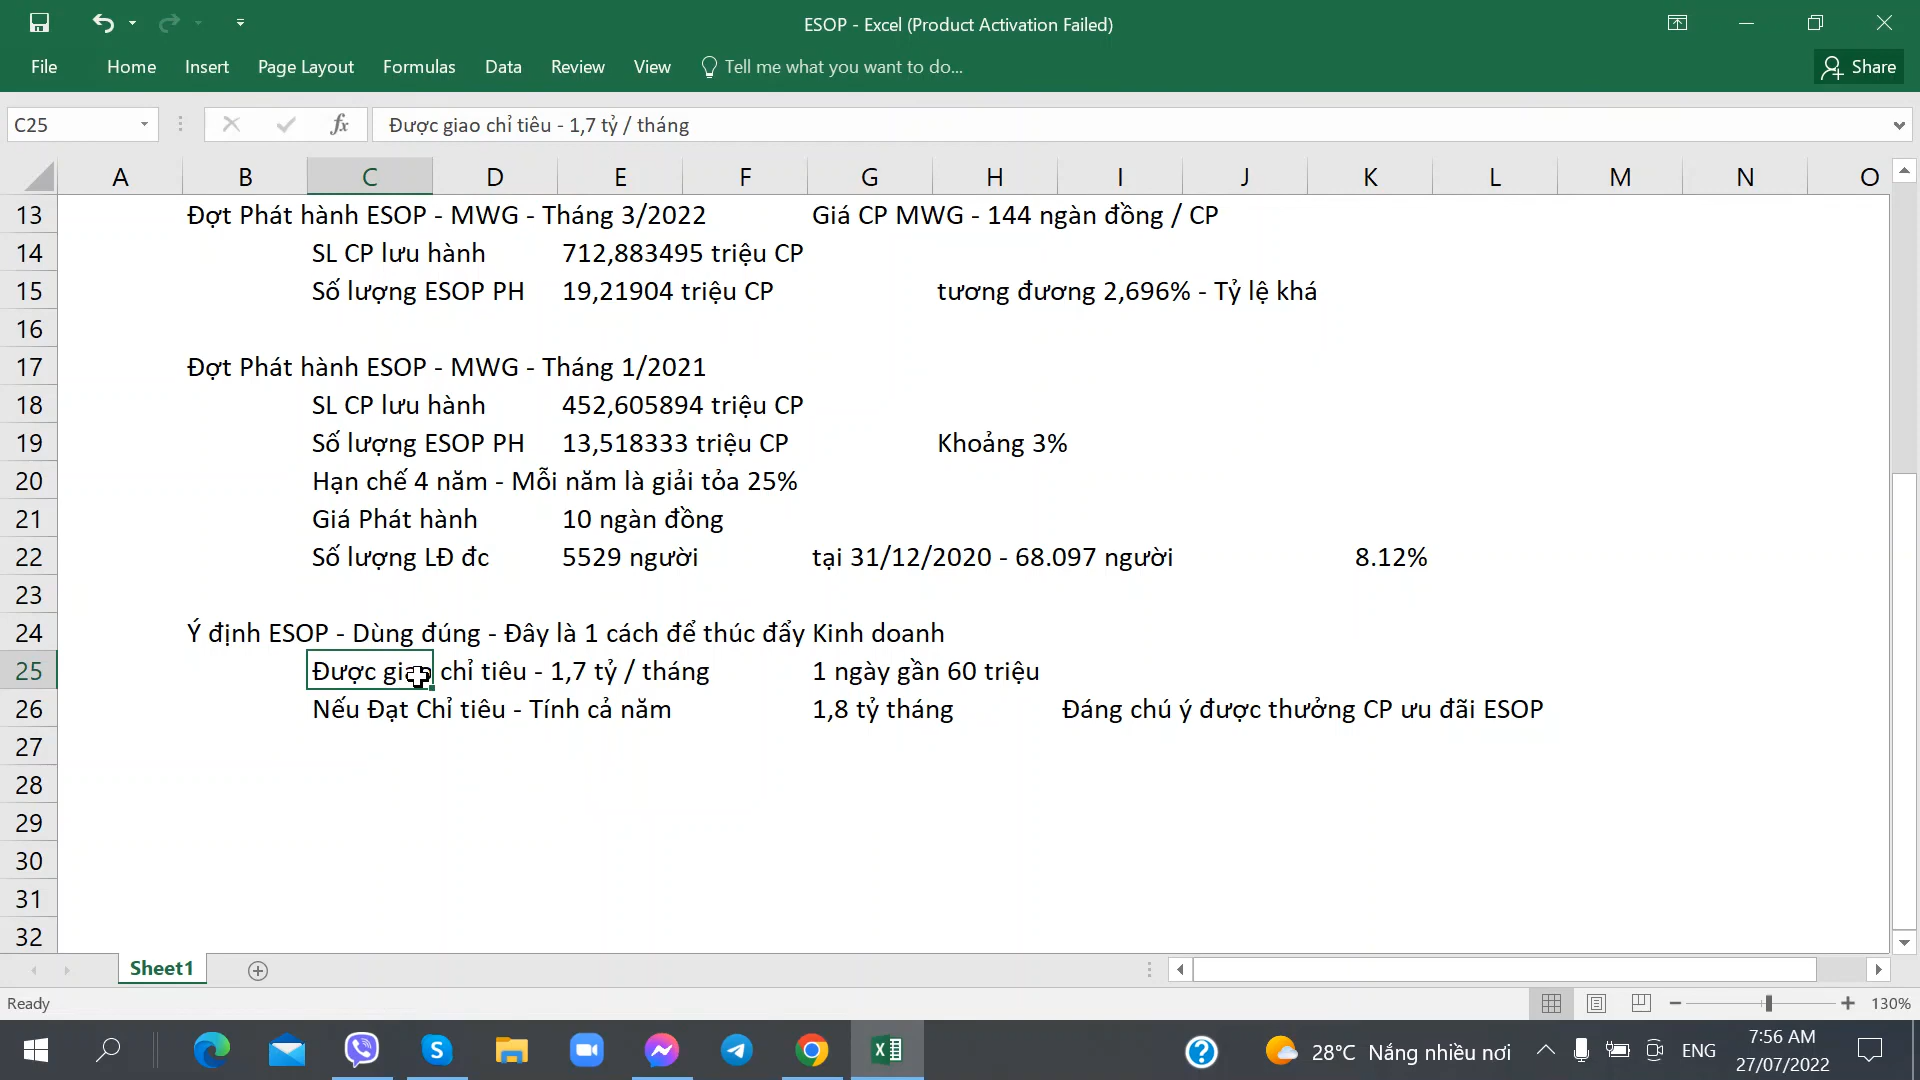 ESOP - Excel (Product Activation Failed)
File Home Insert Page Layout Formulas Data Review View Tell me what you want to do... Share
C25 fx Được giao chỉ tiêu - 1,7 tỷ / tháng
A B C D E F G H I J K L M N O
13 Đợt Phát hành ESOP - MWG - Tháng 3/2022 Giá CP MWG - 144 ngàn đồng / CP
14 SL CP lưu hành 712,883495 triệu CP
15 Số lượng ESOP PH 19,21904 triệu CP tương đương 2,696% - Tỷ lệ khá
16
17 Đợt Phát hành ESOP - MWG - Tháng 1/2021
18 SL CP lưu hành 452,605894 triệu CP
19 Số lượng ESOP PH 13,518333 triệu CP Khoảng 3%
20 Hạn chế 4 năm - Mỗi năm là giải tỏa 25%
21 Giá Phát hành 10 ngàn đồng
22 Số lượng LĐ đc 5529 người tại 31/12/2020 - 68.097 người 8.12%
23
24 Ý định ESOP - Dùng đúng - Đây là 1 cách để thúc đẩy Kinh doanh
25 Được giao chỉ tiêu - 1,7 tỷ / tháng 1 ngày gần 60 triệu
26 Nếu Đạt Chỉ tiêu - Tính cả năm 1,8 tỷ tháng Đáng chú ý được thưởng CP ưu đãi ESOP
27
28
29
30
31
32
Sheet1
Ready 130%
28°C Nắng nhiều nơi ENG 7:56 AM
27/07/2022